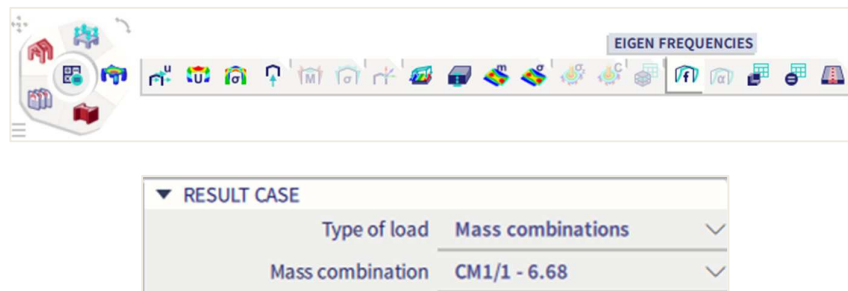 EIGEN FREQUENCIES
u
U
σ
M
σ
m
σ
σ
C
f
α
RESULT CASE
Type of load Mass combinations
Mass combination CM1/1 - 6.68